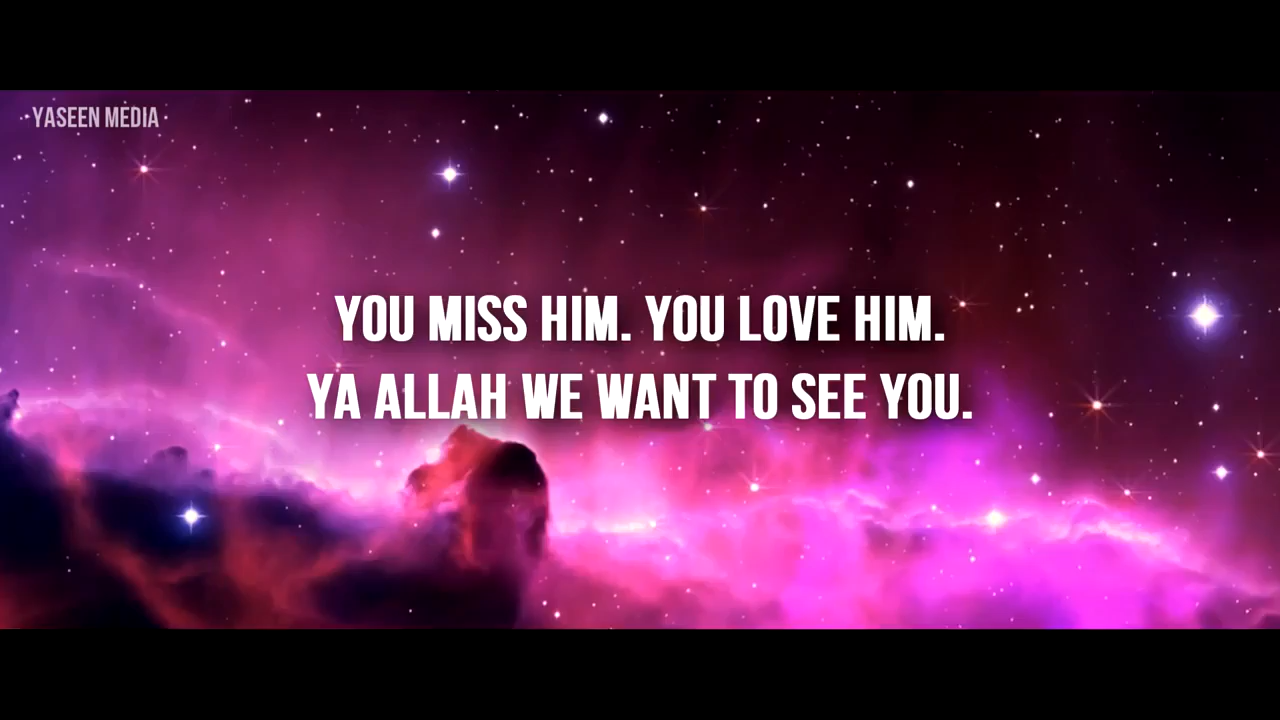 YASEEN MEDIA
YOU MISS HIM. YOU LOVE HIM.
YA ALLAH WE WANT TO SEE YOU.